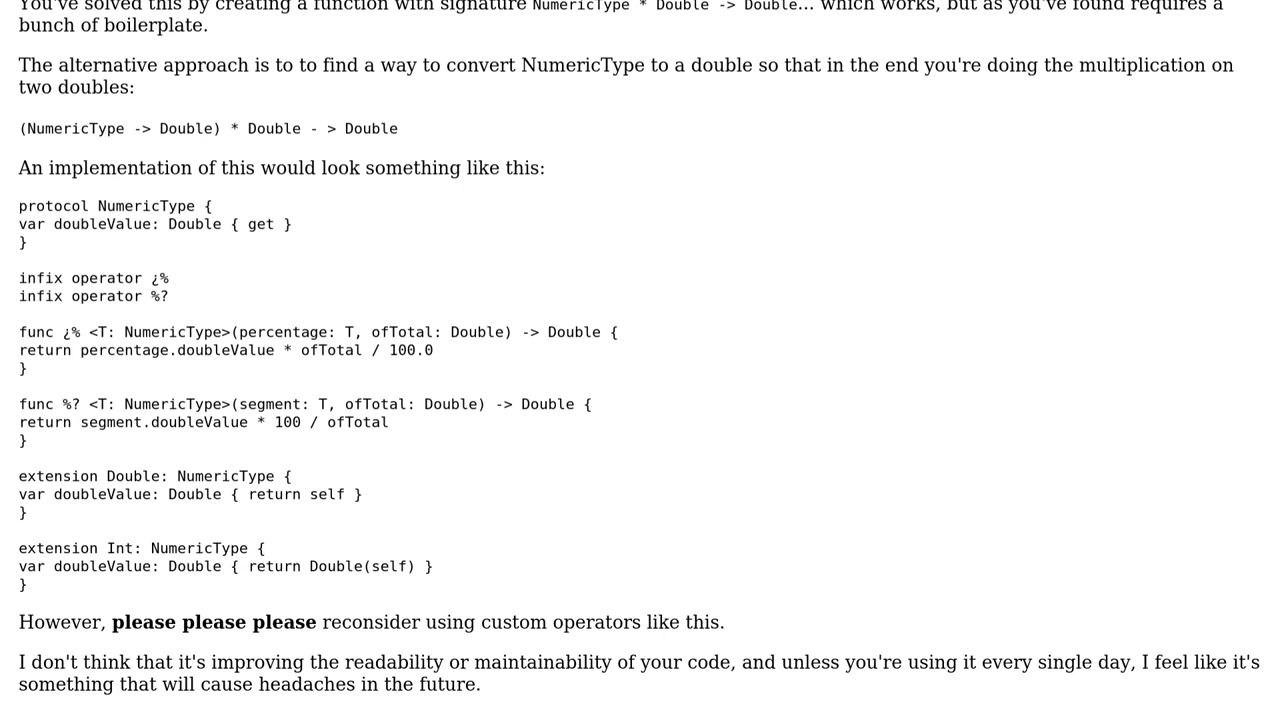 You've solved this by creating a function with signature NumericType * Double -> Double... which works, but as you've found requires a
bunch of boilerplate.
The alternative approach is to to find a way to convert NumericType to a double so that in the end you're doing the multiplication on
two doubles:
(NumericType -> Double) * Double - > Double
An implementation of this would look something like this:
protocol NumericType {
var doubleValue: Double { get }
}
infix operator ¿%
infix operator %?
func ¿% <T: NumericType>(percentage: T, ofTotal: Double) -> Double {
return percentage.doubleValue * ofTotal / 100.0
}
func %? <T: NumericType>(segment: T, ofTotal: Double) -> Double {
return segment.doubleValue * 100 / ofTotal
}
extension Double: NumericType {
var doubleValue: Double { return self }
}
extension Int: NumericType {
var doubleValue: Double { return Double(self) }
}
However, please please please reconsider using custom operators like this.
I don't think that it's improving the readability or maintainability of your code, and unless you're using it every single day, I feel like it's
something that will cause headaches in the future.